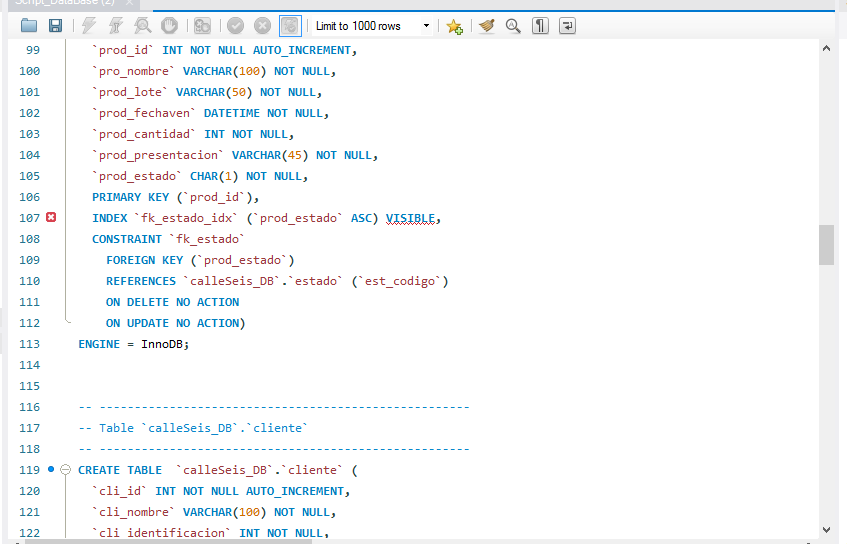 Script_Database (2) x
Limit to 1000 rows
99 `prod_id` INT NOT NULL AUTO_INCREMENT,
100 `pro_nombre` VARCHAR(100) NOT NULL,
101 `prod_lote` VARCHAR(50) NOT NULL,
102 `prod_fechaven` DATETIME NOT NULL,
103 `prod_cantidad` INT NOT NULL,
104 `prod_presentacion` VARCHAR(45) NOT NULL,
105 `prod_estado` CHAR(1) NOT NULL,
106 PRIMARY KEY (`prod_id`),
107 INDEX `fk_estado_idx` (`prod_estado` ASC) VISIBLE,
108 CONSTRAINT `fk_estado`
109 FOREIGN KEY (`prod_estado`)
110 REFERENCES `calleSeis_DB`.`estado` (`est_codigo`)
111 ON DELETE NO ACTION
112 ON UPDATE NO ACTION)
113 ENGINE = InnoDB;
114
115
116 -- -----------------------------------------------------
117 -- Table `calleSeis_DB`.`cliente`
118 -- -----------------------------------------------------
119 CREATE TABLE  `calleSeis_DB`.`cliente` (
120 `cli_id` INT NOT NULL AUTO_INCREMENT,
121 `cli_nombre` VARCHAR(100) NOT NULL,
122 `cli_identificacion` INT NOT NULL,